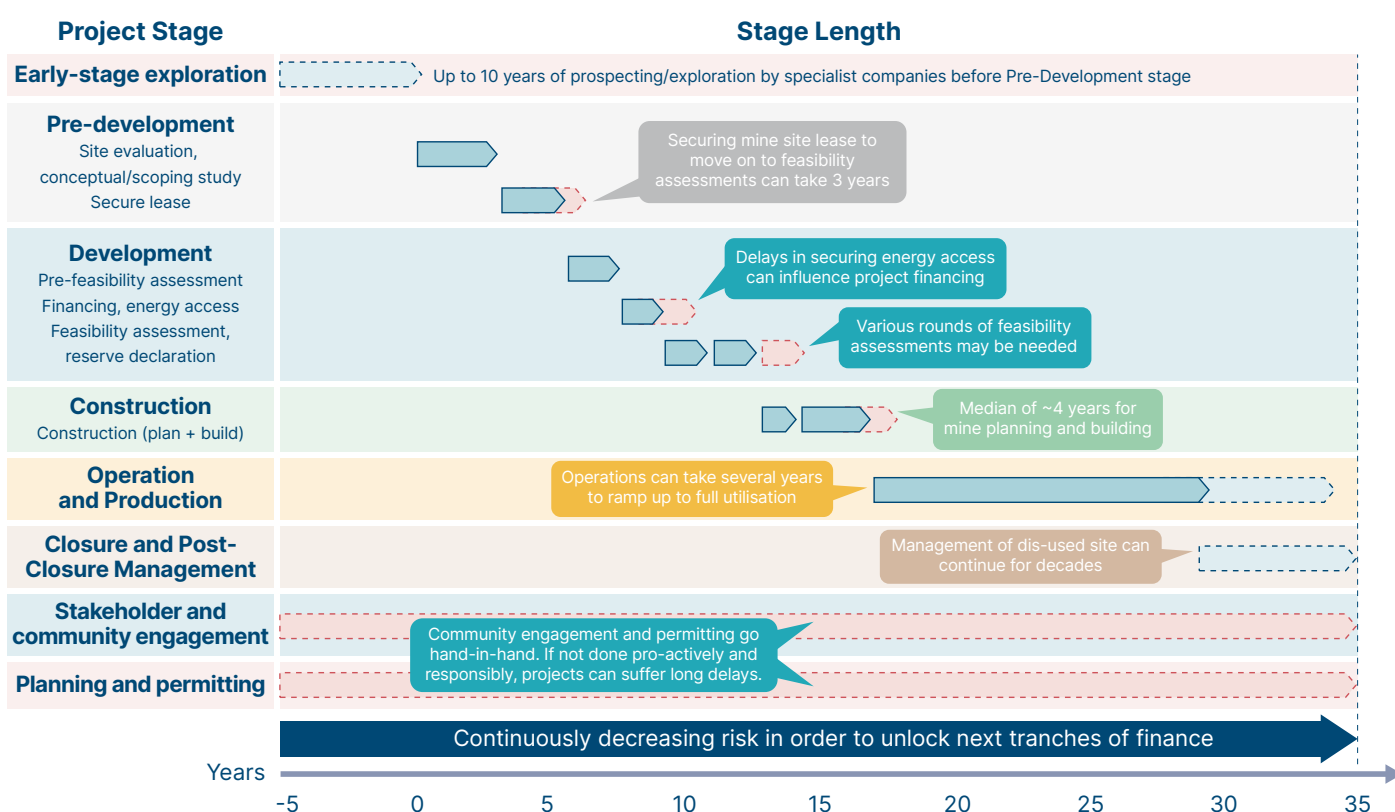 Project Stage
Stage Length
Early-stage exploration
Up to 10 years of prospecting/exploration by specialist companies before Pre-Development stage
Pre-development
Site evaluation,
conceptual/scoping study
Secure lease
Securing mine site lease to
move on to feasibility
assessments can take 3 years
Development
Pre-feasibility assessment
Financing, energy access
Feasibility assessment,
reserve declaration
Delays in securing energy access
can influence project financing
Various rounds of feasibility
assessments may be needed
Construction
Construction (plan + build)
Median of ~4 years for
mine planning and building
Operation
and Production
Operations can take several years
to ramp up to full utilisation
Closure and Post-
Closure Management
Management of dis-used site can
continue for decades
Stakeholder and
community engagement
Community engagement and permitting go
hand-in-hand. If not done pro-actively and
responsibly, projects can suffer long delays.
Planning and permitting
Continuously decreasing risk in order to unlock next tranches of finance
Years
-5 0 5 10 15 20 25 30 35